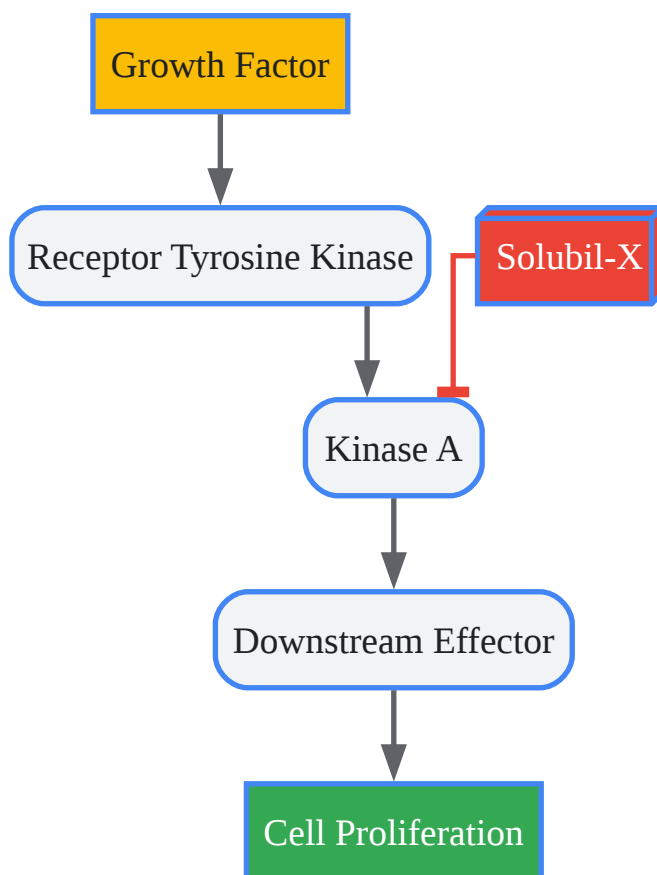 Growth Factor
Receptor Tyrosine Kinase
Solubil-X
Kinase A
Downstream Effector
Cell Proliferation